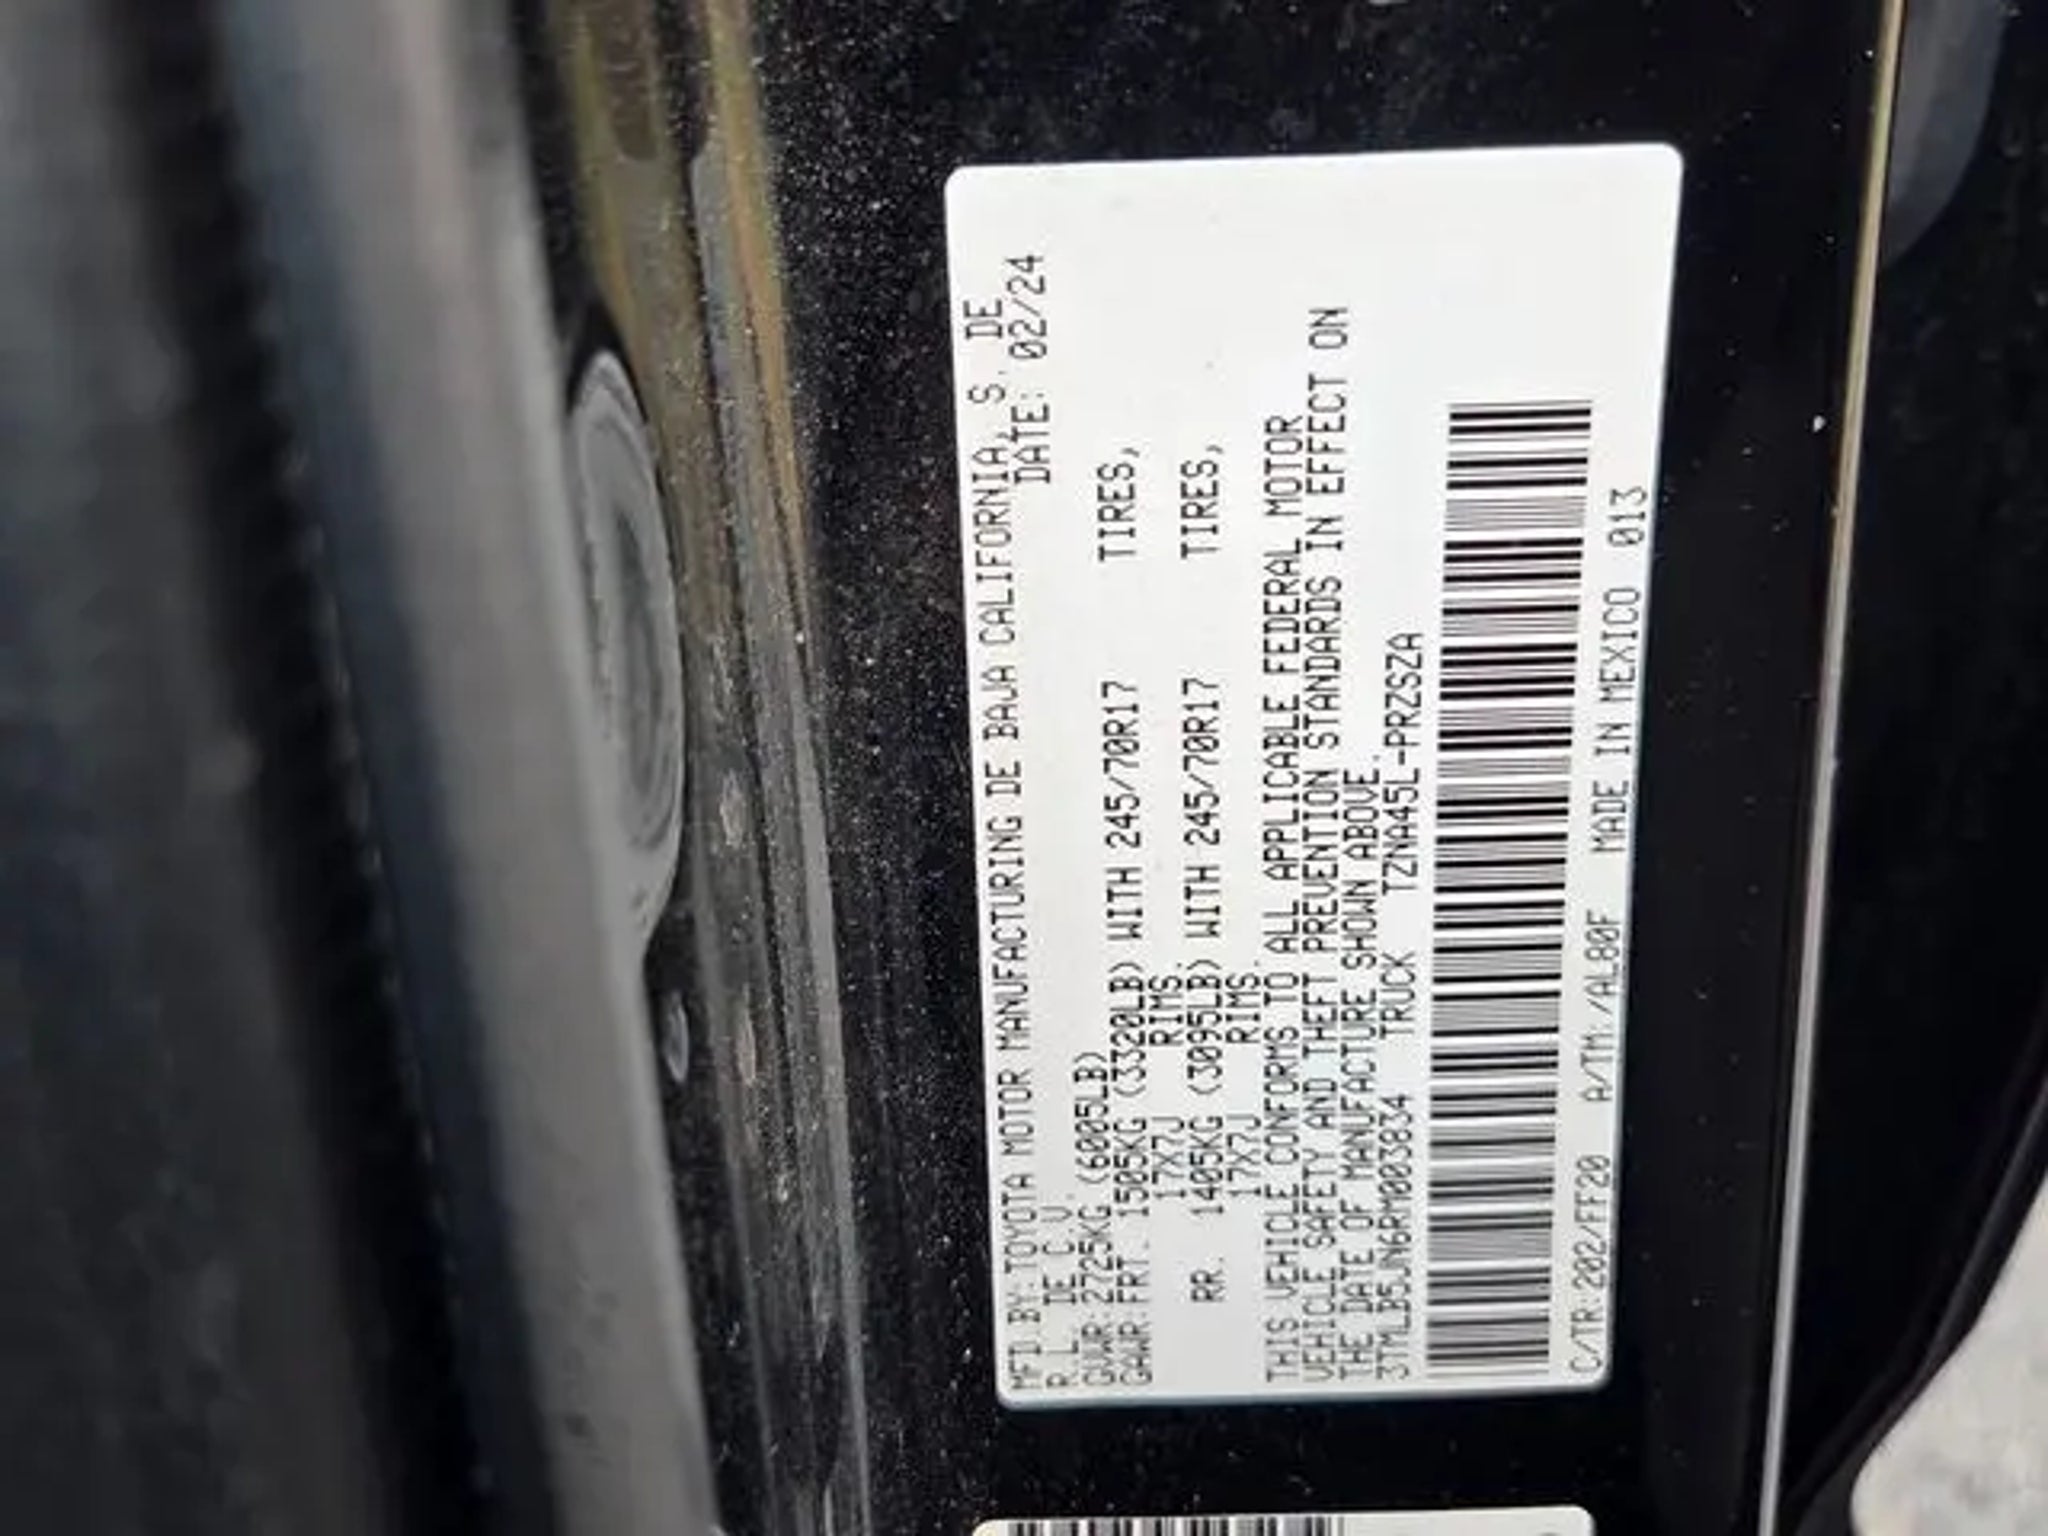 MFD.BY:TOYOTA MOTOR MANUFACTURING DE BAJA CALIFORNIA, S. DE
R.L. DE C.V. DATE: 02/24
GVWR:2725KG (6005LB)
GAWR:FRT. 1505KG (3320LB) WITH 245/70R17 TIRES,
17X7J RIMS.
RR. 1405KG (3095LB) WITH 245/70R17 TIRES,
17X7J RIMS.
THIS VEHICLE CONFORMS TO ALL APPLICABLE FEDERAL MOTOR
VEHICLE SAFETY AND THEFT PREVENTION STANDARDS IN EFFECT ON
THE DATE OF MANUFACTURE SHOWN ABOVE.
3TMLB5JN6RM003834 TRUCK TZNA45L-PRZSZA
C/TR:202/FF20 A/TM:/AL80F MADE IN MEXICO 013